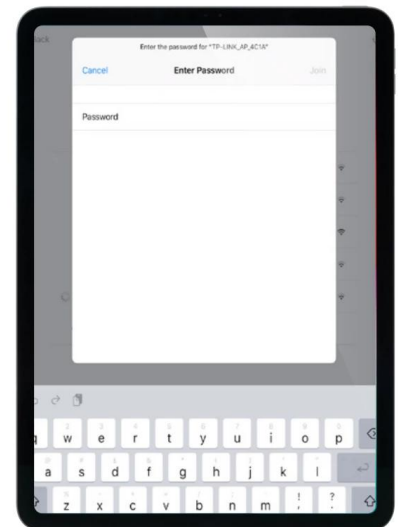 Enter the password for "TP-LINK_AP_4C1A"
Cancel Enter Password Join
Password
w e r t y u i o p
a s d f g h j k l
z x c v b n m ! ?